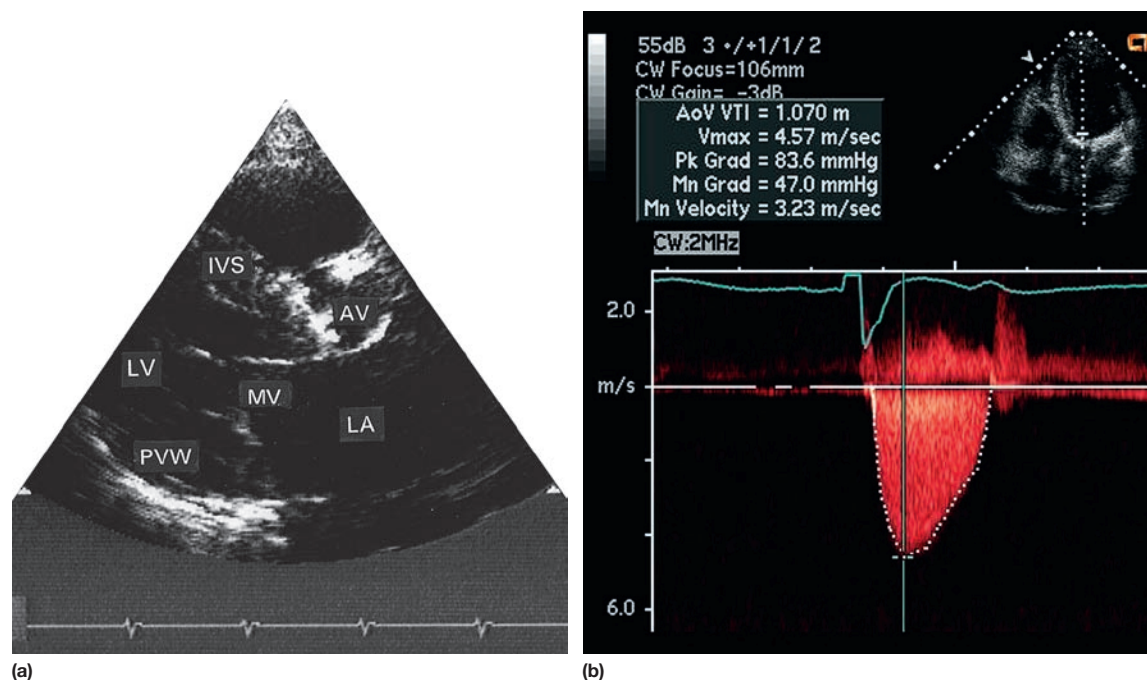 IVS
AV
LV
MV
LA
PVW
(a)
55dB 3 •/+1/1/2
CW Focus=106mm
CW Gain= -3dB
AoV VTI = 1.070 m
Vmax = 4.57 m/sec
Pk Grad = 83.6 mmHg
Mn Grad = 47.0 mmHg
Mn Velocity = 3.23 m/sec
CW:2MHz
2.0
m/s
6.0
(b)